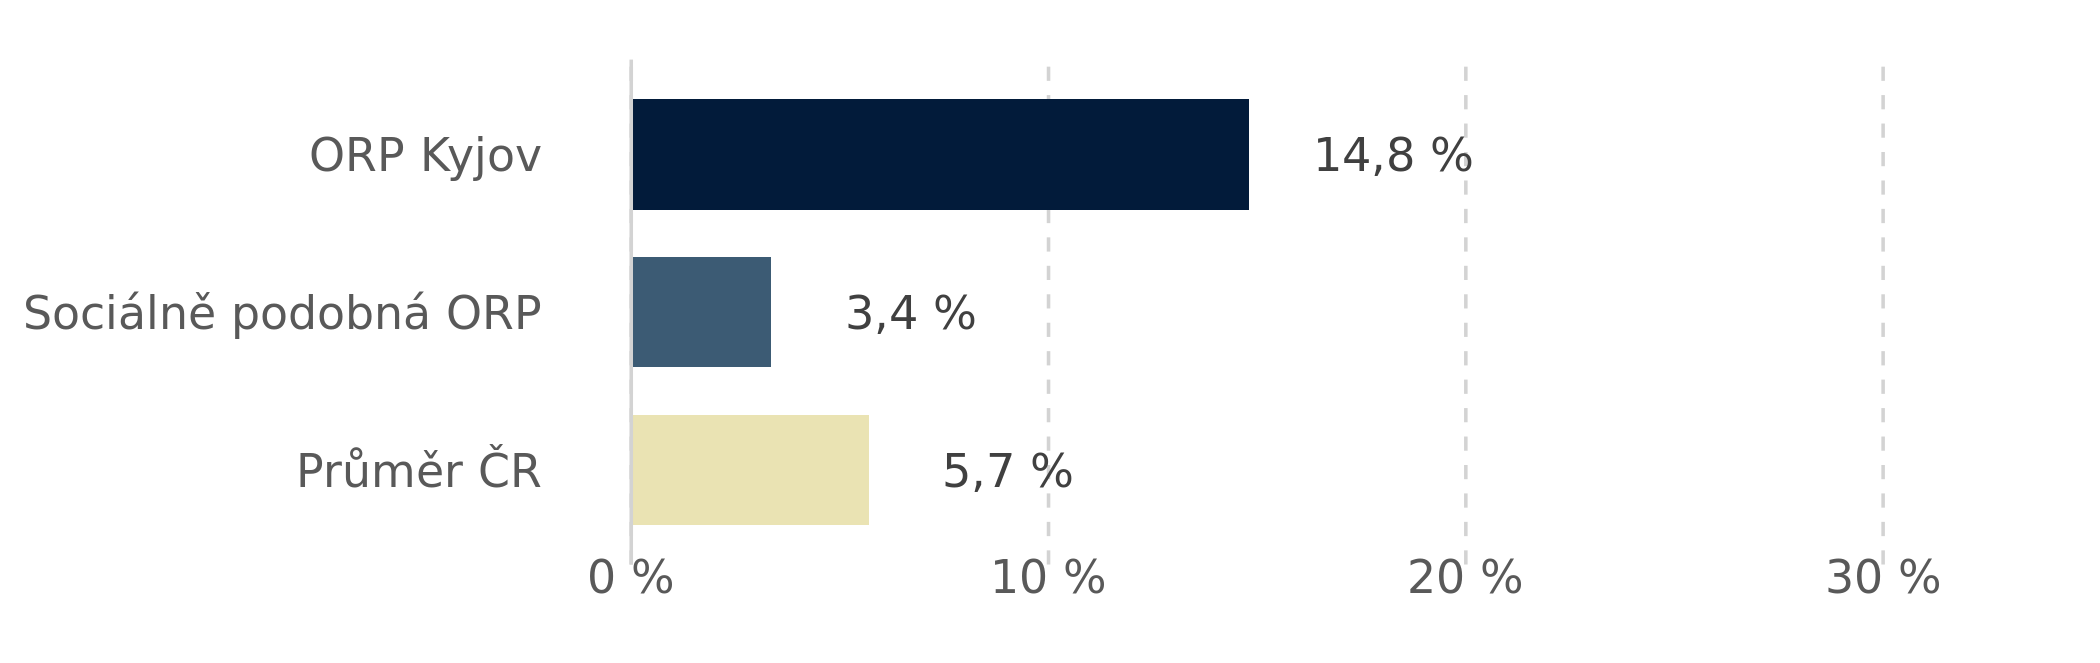 ORP Kyjov
14,8 %
Sociálně podobná ORP
3,4 %
Průměr ČR
5,7 %
0 %
10 %
20 %
30 %